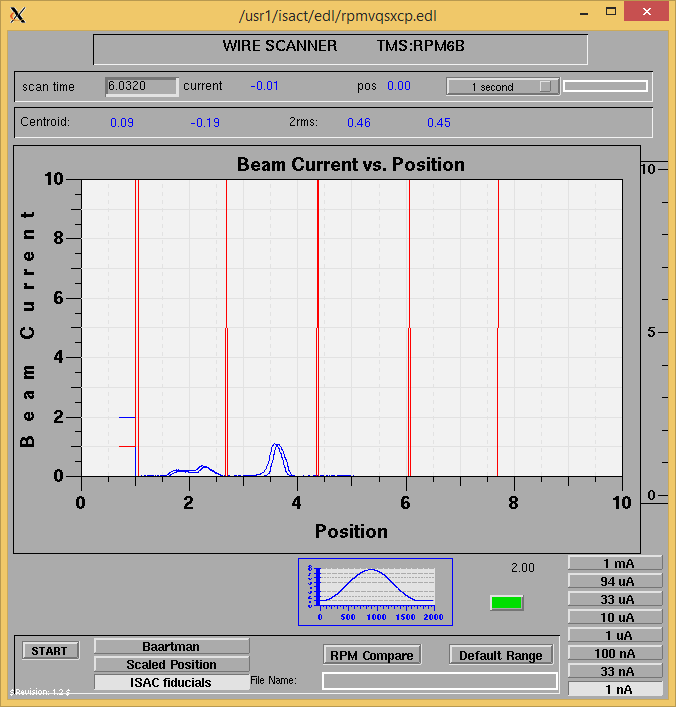 /usr1/isact/edl/rpmvqsxcp.edl
WIRE SCANNER TMS:RPM6B
scan time 6.0320 current -0.01 pos 0.00 1 second
Centroid: 0.09 -0.19 2rms: 0.46 0.45
Beam Current vs. Position
10
8
6
4
2
0
Beam Current
0 2 4 6 8 10
Position
10
5
0
8
0 500 1000 1500 2000
2.00
1 mA
94 uA
33 uA
10 uA
1 uA
100 nA
33 nA
1 nA
START
Baartman
Scaled Position
ISAC fiducials
RPM Compare
Default Range
File Name:
$Revision: 1.2 $